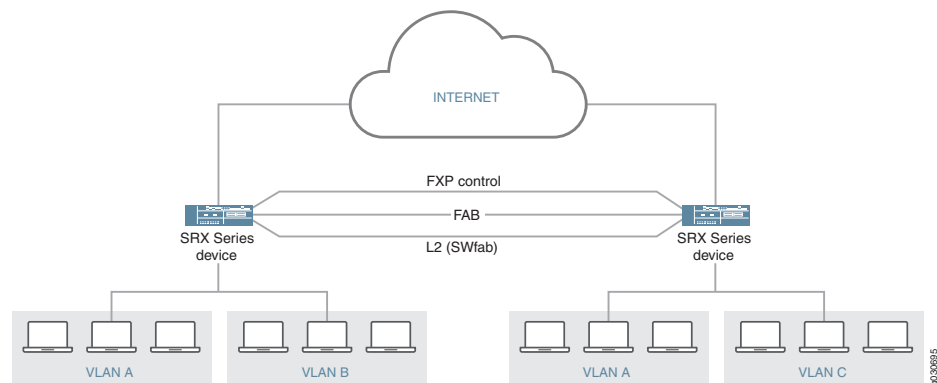 INTERNET
FXP control
FAB
L2 (SWfab)
SRX Series
device
SRX Series
device
VLAN A
VLAN B
VLAN A
VLAN C
g030695